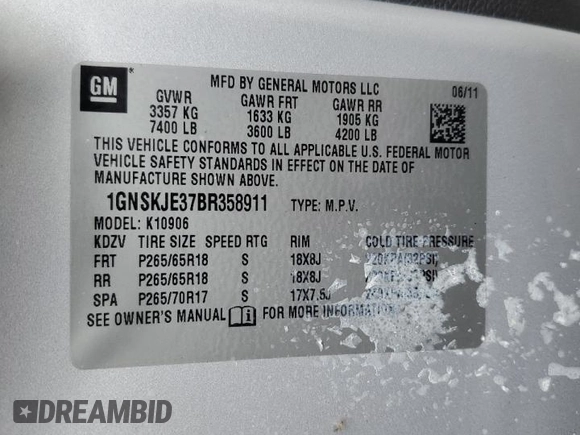 GM
MFD BY GENERAL MOTORS LLC
06/11
GVWR GAWR FRT GAWR RR
3357 KG 1633 KG 1905 KG
7400 LB 3600 LB 4200 LB
THIS VEHICLE CONFORMS TO ALL APPLICABLE U.S. FEDERAL MOTOR
VEHICLE SAFETY STANDARDS IN EFFECT ON THE DATE OF
MANUFACTURE SHOWN ABOVE.
1GNSKJE37BR358911 TYPE: M.P.V.
MODEL: K10906
KDZV TIRE SIZE SPEED RTG RIM COLD TIRE PRESSURE
FRT P265/65R18 S 18X8J
RR P265/65R18 S 18X8J
SPA P265/70R17 S 17X7.5J
SEE OWNER'S MANUAL FOR MORE INFORMATION
DREAMBID